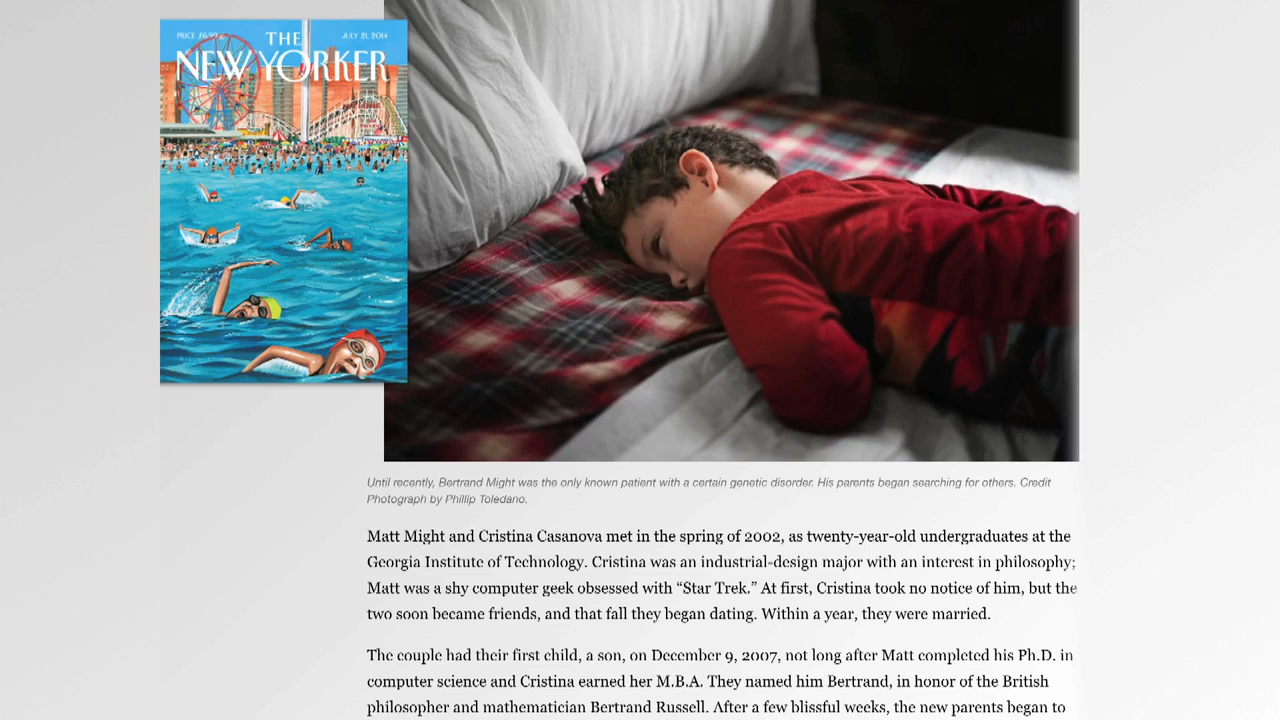 PRICE $6.99
THE
JULY 21, 2014
NEW YORKER
Until recently, Bertrand Might was the only known patient with a certain genetic disorder. His parents began searching for others. Credit
Photograph by Phillip Toledano.
Matt Might and Cristina Casanova met in the spring of 2002, as twenty-year-old undergraduates at the
Georgia Institute of Technology. Cristina was an industrial-design major with an interest in philosophy;
Matt was a shy computer geek obsessed with “Star Trek.” At first, Cristina took no notice of him, but the
two soon became friends, and that fall they began dating. Within a year, they were married.
The couple had their first child, a son, on December 9, 2007, not long after Matt completed his Ph.D. in
computer science and Cristina earned her M.B.A. They named him Bertrand, in honor of the British
philosopher and mathematician Bertrand Russell. After a few blissful weeks, the new parents began to